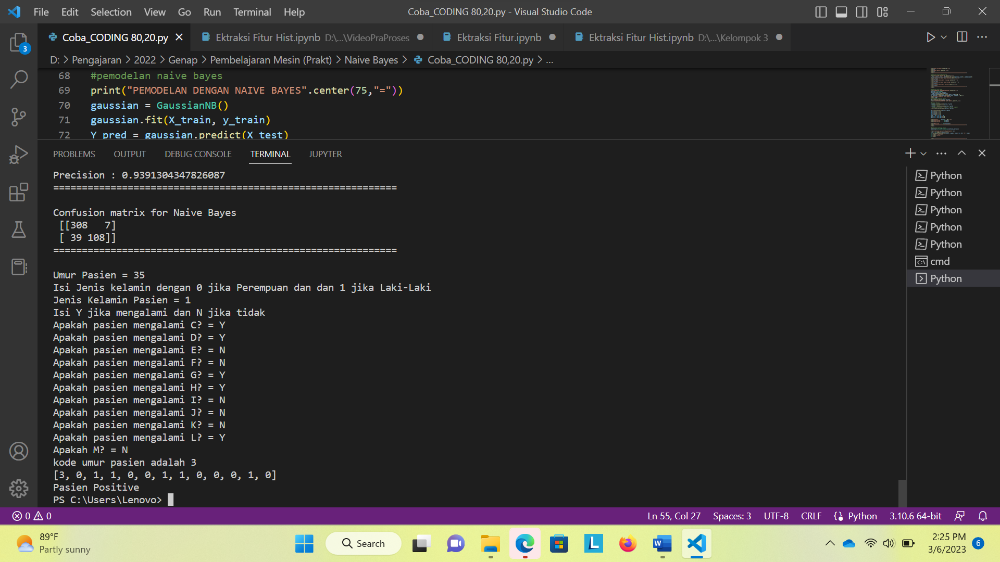 File Edit Selection View Go Run Terminal Help
Coba_CODING 80,20.py - Visual Studio Code
Coba_CODING 80,20.py
Ektraksi Fitur Hist.ipynb D:\...\VideoPraProses
Ektraksi Fitur.ipynb
Ektraksi Fitur Hist.ipynb D:\...\Kelompok 3
D: > Pengajaran > 2022 > Genap > Pembelajaran Mesin (Prakt) > Naive Bayes > Coba_CODING 80,20.py > ...
68 #pemodelan naive bayes
69 print("PEMODELAN DENGAN NAIVE BAYES".center(75,"="))
70 gaussian = GaussianNB()
71 gaussian.fit(X_train, y_train)
72 Y_pred = gaussian.predict(X_test)
3
PROBLEMS OUTPUT DEBUG CONSOLE TERMINAL JUPYTER
Precision : 0.9391304347826087
============================================================
Confusion matrix for Naive Bayes
[[308   7]
[ 39 108]]
============================================================
Umur Pasien = 35
Isi Jenis kelamin dengan 0 jika Perempuan dan dan 1 jika Laki-Laki
Jenis Kelamin Pasien = 1
Isi Y jika mengalami dan N jika tidak
Apakah pasien mengalami C? = Y
Apakah pasien mengalami D? = Y
Apakah pasien mengalami E? = N
Apakah pasien mengalami F? = N
Apakah pasien mengalami G? = Y
Apakah pasien mengalami H? = Y
Apakah pasien mengalami I? = N
Apakah pasien mengalami J? = N
Apakah pasien mengalami K? = N
Apakah pasien mengalami L? = Y
Apakah M? = N
kode umur pasien adalah 3
[3, 0, 1, 1, 0, 0, 1, 1, 0, 0, 0, 1, 0]
Pasien Positive
PS C:\Users\Lenovo>
Python
Python
Python
Python
Python
cmd
Python
0 0
Ln 55, Col 27 Spaces: 3 UTF-8 CRLF Python 3.10.6 64-bit
89°F
Partly sunny
Search
2:25 PM
3/6/2023
6